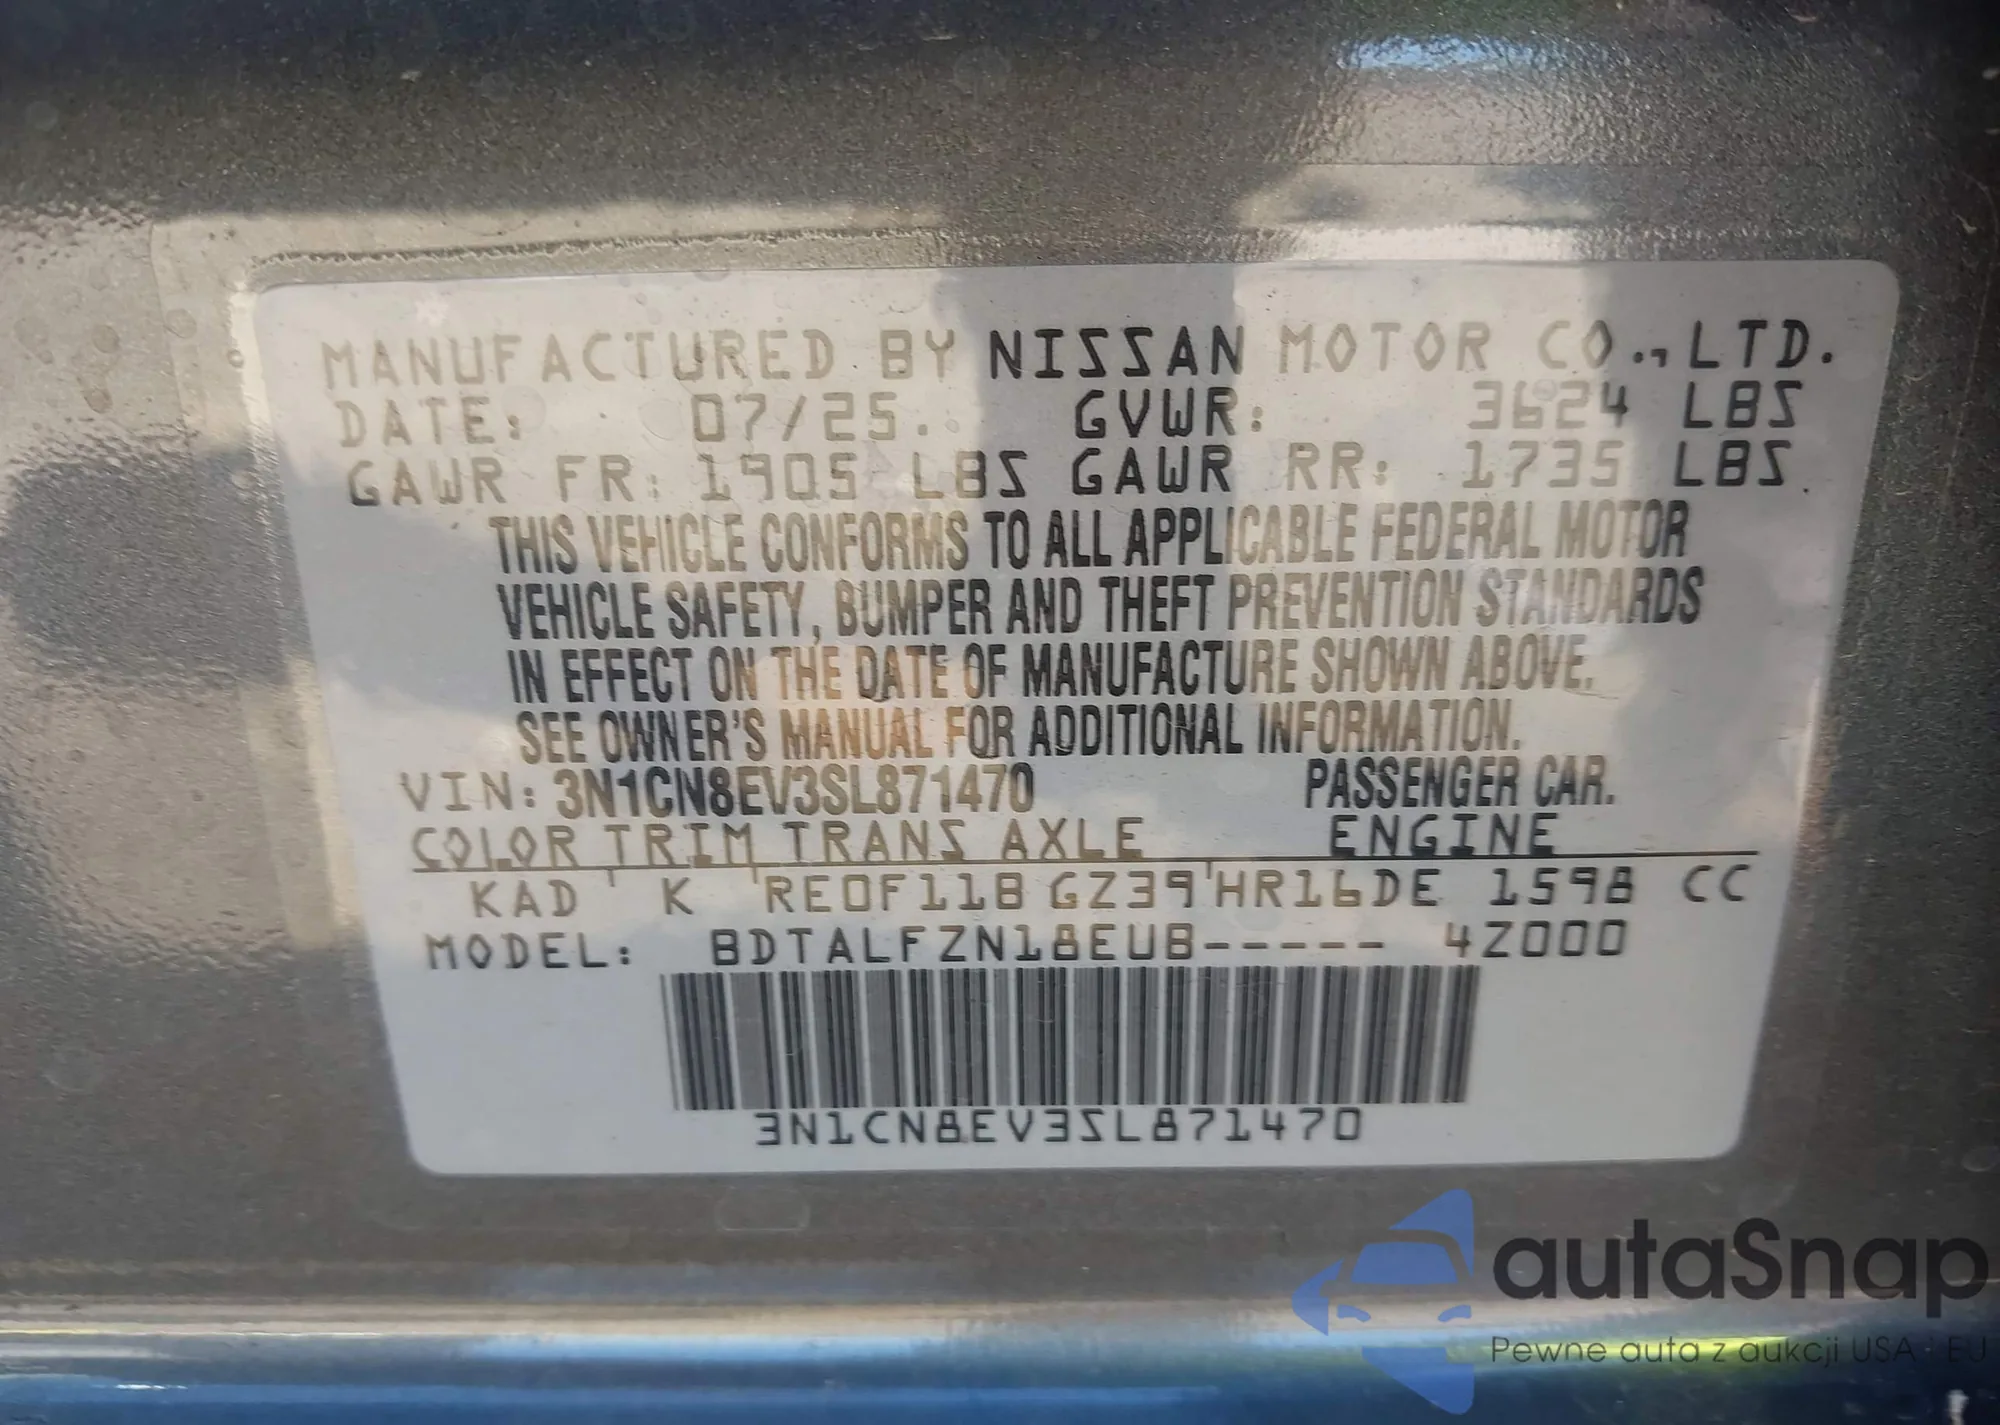 MANUFACTURED BY NISSAN MOTOR CO., LTD.
DATE: 07/25. GVWR: 3624 LBS
GAWR FR: 1905 LBS GAWR RR: 1735 LBS
THIS VEHICLE CONFORMS TO ALL APPLICABLE FEDERAL MOTOR
VEHICLE SAFETY, BUMPER AND THEFT PREVENTION STANDARDS
IN EFFECT ON THE DATE OF MANUFACTURE SHOWN ABOVE.
SEE OWNER'S MANUAL FOR ADDITIONAL INFORMATION.
VIN: 3N1CN8EV3SL871470 PASSENGER CAR.
COLOR TRIM TRANS AXLE ENGINE
KAD K RE0F11B GZ39 HR16DE 1598 CC
MODEL: BDTALFZN18EUB----- 4Z000
3N1CN8EV3SL871470
autaSnap
Pewne auta z aukcji USA i EU